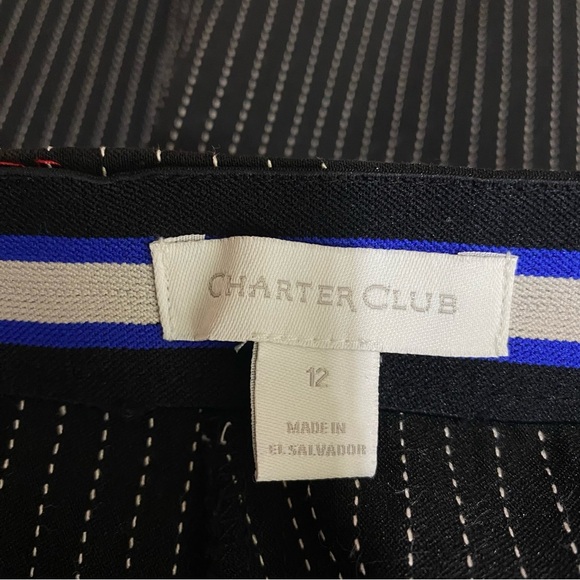 CHARTER CLUB
12
MADE IN
EL SALVADOR